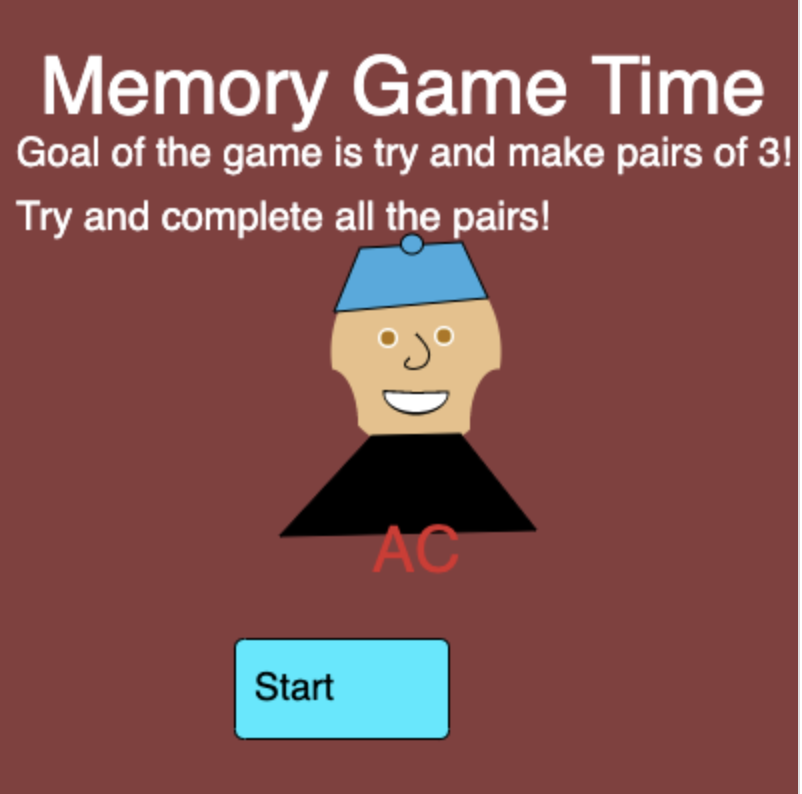 Memory Game Time
Goal of the game is try and make pairs of 3!
Try and complete all the pairs!
AC
Start